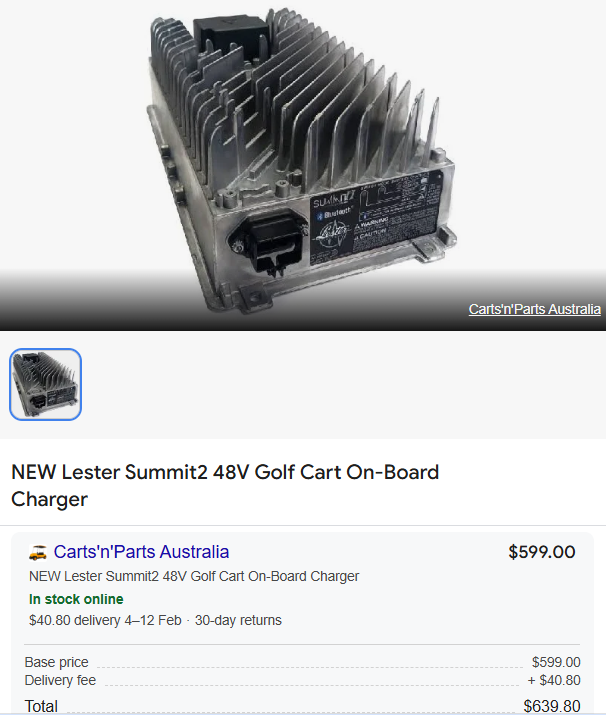 SUMMIT
Bluetooth
Lester
WARNING
CAUTION
Carts'n'Parts Australia
NEW Lester Summit2 48V Golf Cart On-Board
Charger
Carts'n'Parts Australia
$599.00
NEW Lester Summit2 48V Golf Cart On-Board Charger
In stock online
$40.80 delivery 4–12 Feb · 30-day returns
Base price $599.00
Delivery fee + $40.80
Total $639.80